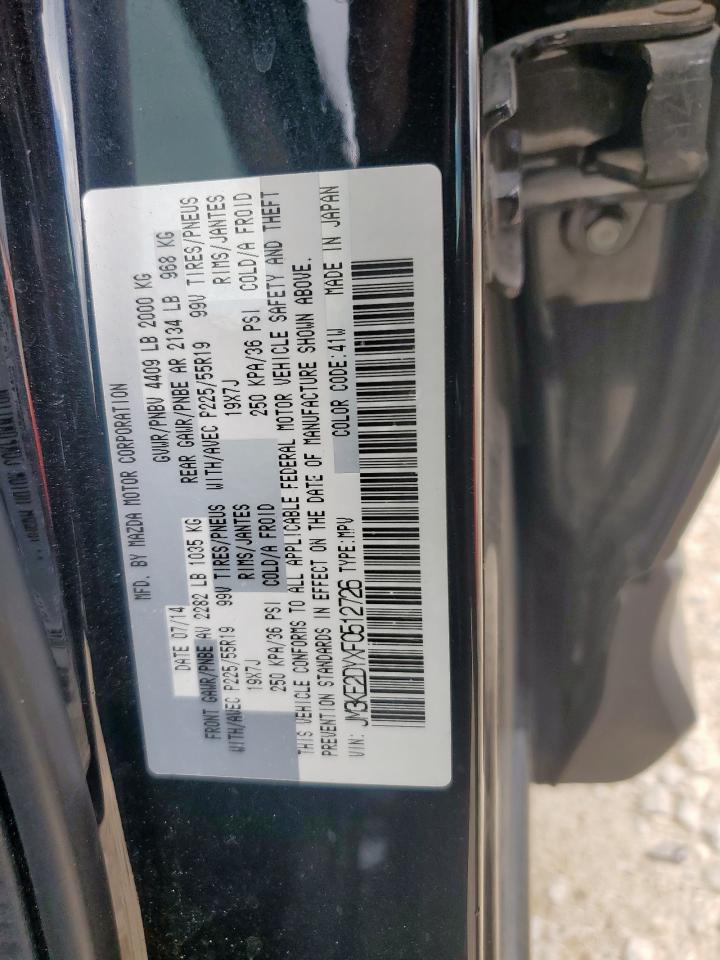 MFD. BY MAZDA MOTOR CORPORATION
DATE 07/14 GVWR/PNBV 4409 LB 2000 KG
FRONT GAWR/PNBE AV 2282 LB 1035 KG REAR GAWR/PNBE AR 2134 LB 968 KG
WITH/AVEC P225/55R19 99V TIRES/PNEUS WITH/AVEC P225/55R19 99V TIRES/PNEUS
19X7J RIMS/JANTES 19X7J RIMS/JANTES
250 KPA/36 PSI COLD/A FROID 250 KPA/36 PSI COLD/A FROID
THIS VEHICLE CONFORMS TO ALL APPLICABLE FEDERAL MOTOR VEHICLE SAFETY AND THEFT
PREVENTION STANDARDS IN EFFECT ON THE DATE OF MANUFACTURE SHOWN ABOVE.
COLOR CODE:41W MADE IN JAPAN
VIN: JM3KE2DYXF0512726 TYPE:MPV